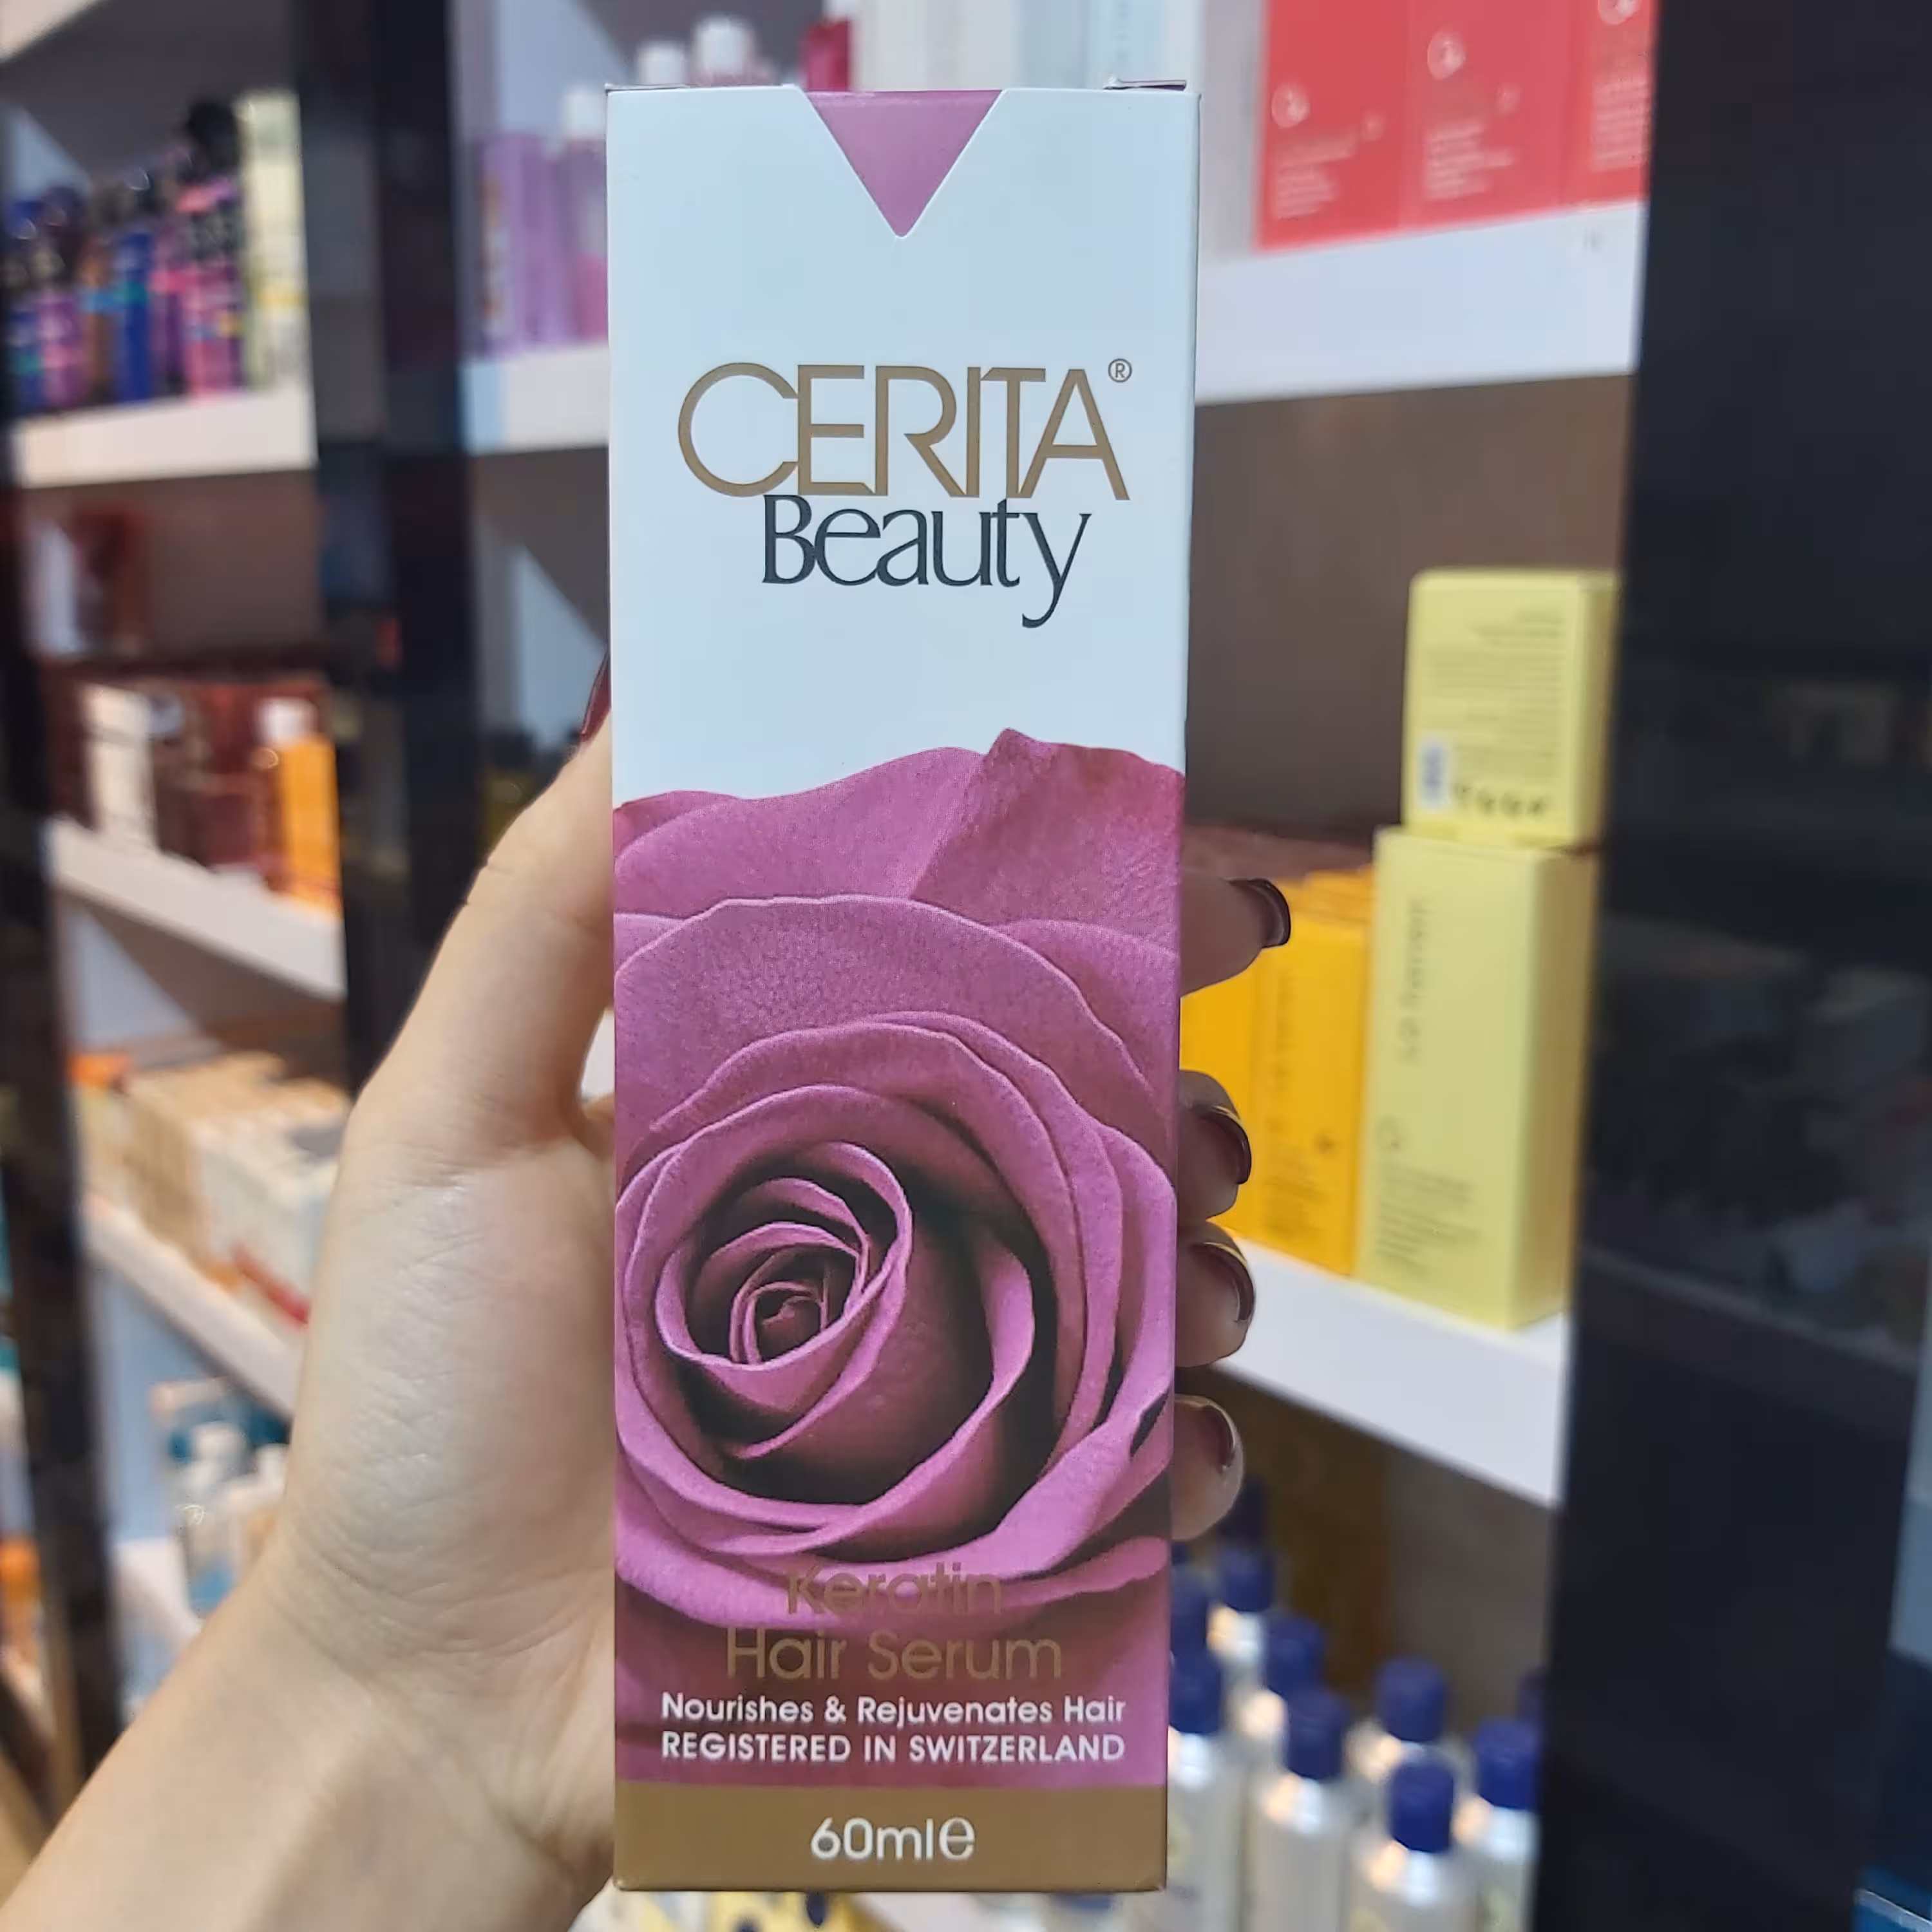 CERITA®
Beauty
Keratin
Hair Serum
Nourishes & Rejuvenates Hair
REGISTERED IN SWITZERLAND
60ml℮